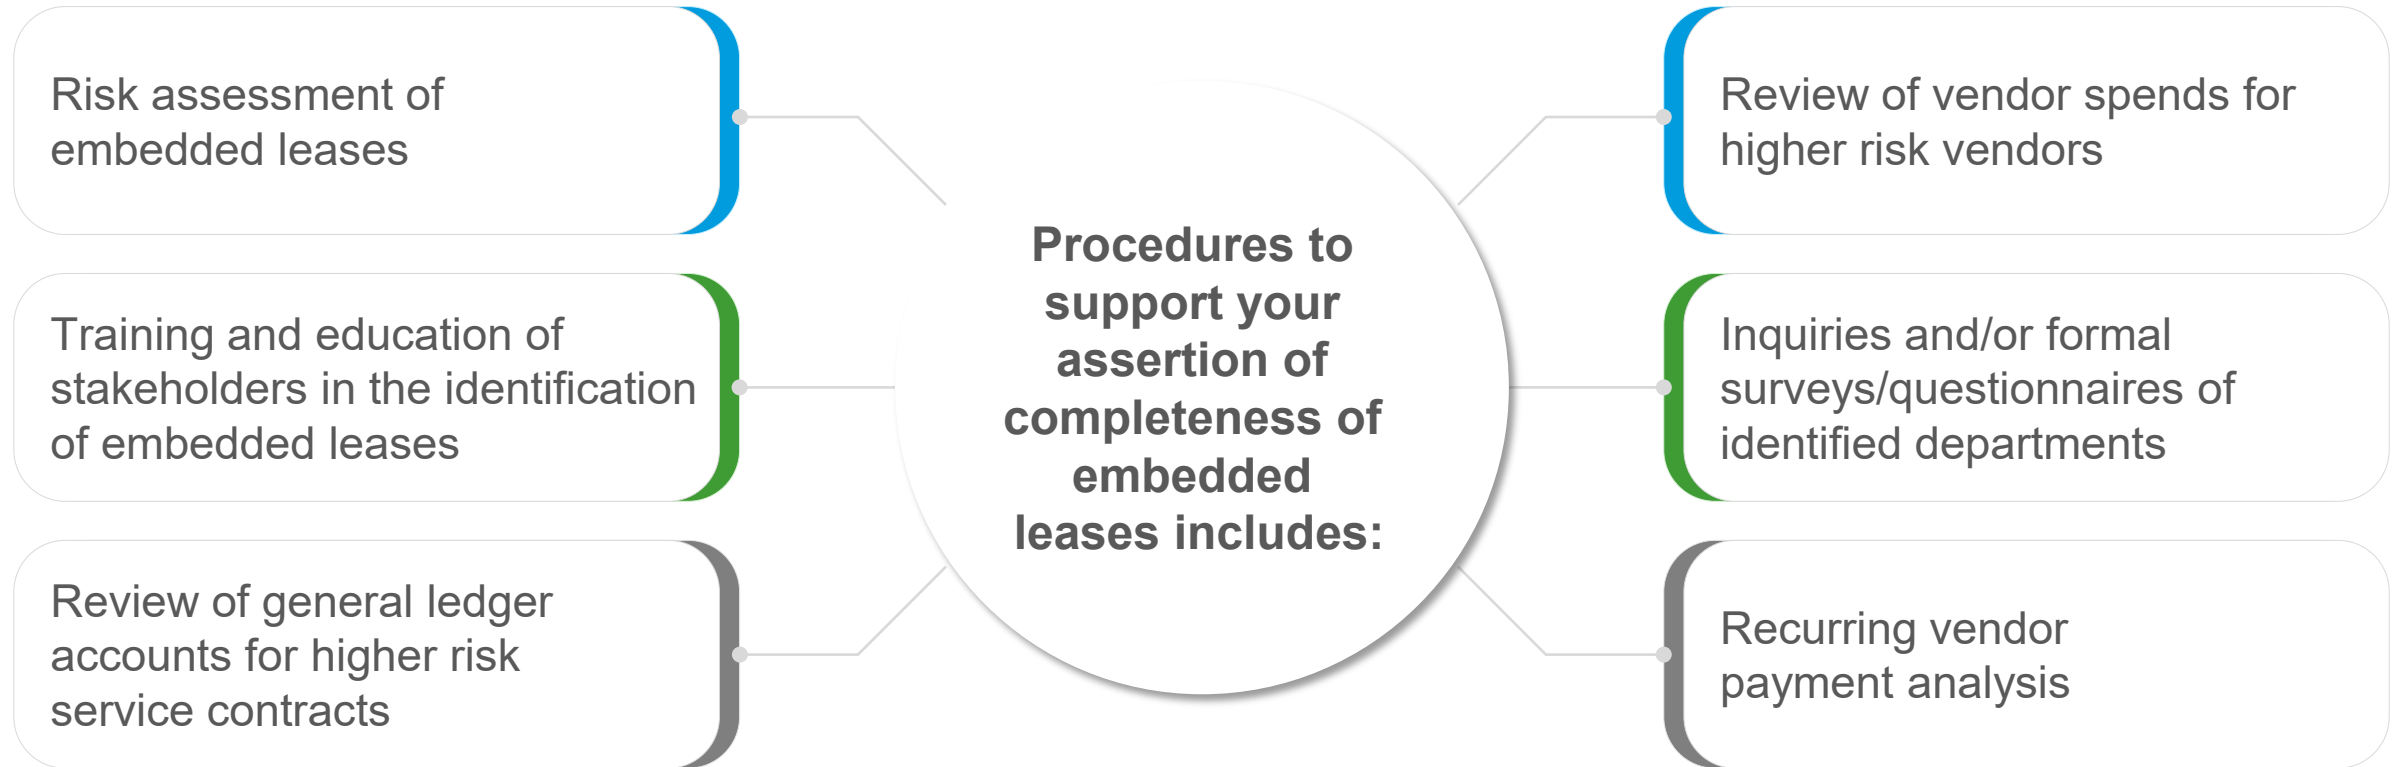 Risk assessment of
embedded leases
Training and education of
stakeholders in the identification
of embedded leases
Review of general ledger
accounts for higher risk
service contracts
Procedures to
support your
assertion of
completeness of
embedded
leases includes:
Review of vendor spends for
higher risk vendors
Inquiries and/or formal
surveys/questionnaires of
identified departments
Recurring vendor
payment analysis